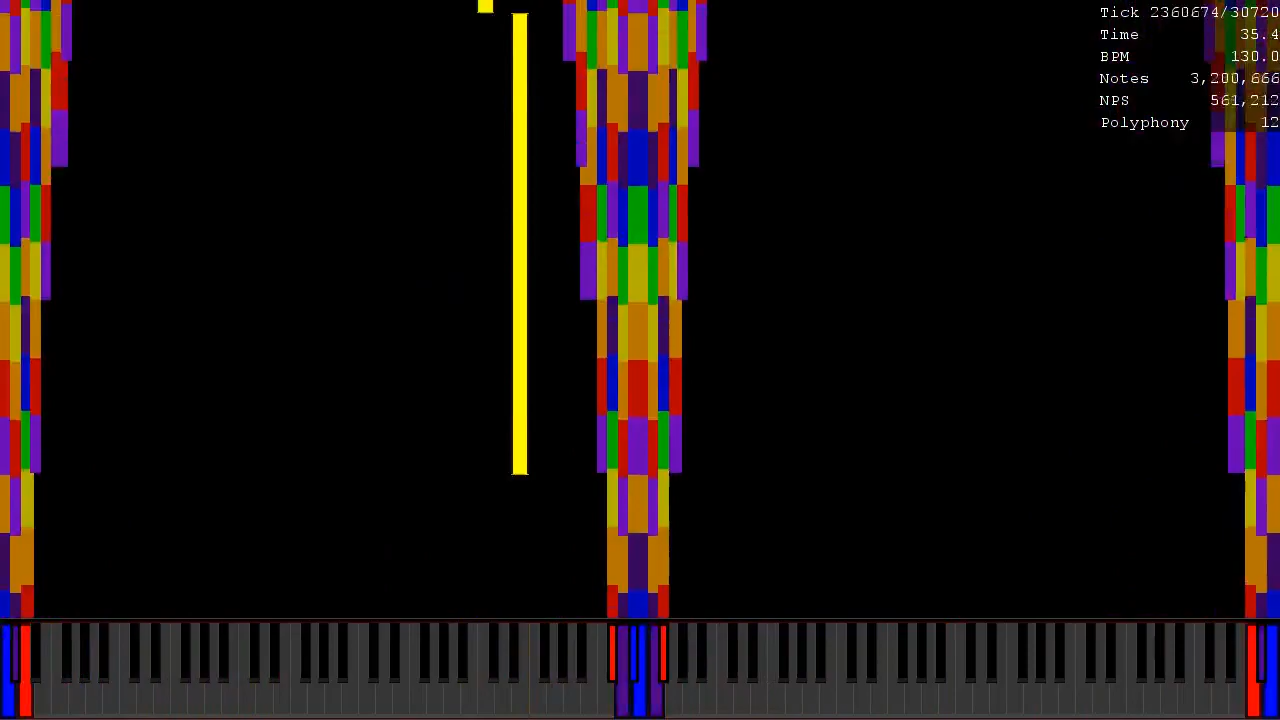 Tick 2360674/30720
Time 35.4
BPM 130.0
Notes 3,200,666
NPS 561,212
Polyphony 12